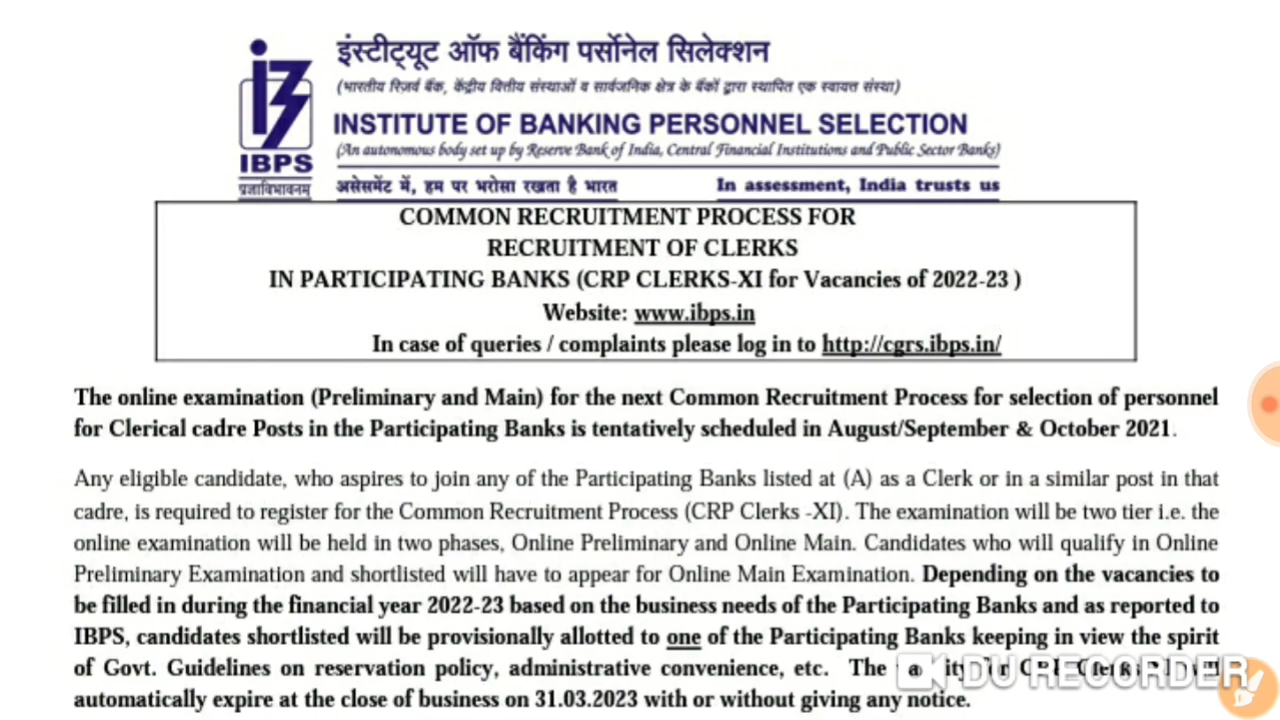 इंस्टीट्यूट ऑफ बैंकिंग पर्सोनेल सिलेक्शन
(भारतीय रिज़र्व बैंक, केंद्रीय वित्तीय संस्थाओं व सार्वजनिक क्षेत्र के बैंकों द्वारा स्थापित एक स्वायत्त संस्था)
INSTITUTE OF BANKING PERSONNEL SELECTION
(An autonomous body set up by Reserve Bank of India, Central Financial Institutions and Public Sector Banks)
IBPS
प्रज्ञाविभावनम्
असेसमेंट में, हम पर भरोसा रखता है भारत In assessment, India trusts us
COMMON RECRUITMENT PROCESS FOR
RECRUITMENT OF CLERKS
IN PARTICIPATING BANKS (CRP CLERKS-XI for Vacancies of 2022-23 )
Website: www.ibps.in
In case of queries / complaints please log in to http://cgrs.ibps.in/
The online examination (Preliminary and Main) for the next Common Recruitment Process for selection of personnel
for Clerical cadre Posts in the Participating Banks is tentatively scheduled in August/September & October 2021.
Any eligible candidate, who aspires to join any of the Participating Banks listed at (A) as a Clerk or in a similar post in that
cadre, is required to register for the Common Recruitment Process (CRP Clerks -XI). The examination will be two tier i.e. the
online examination will be held in two phases, Online Preliminary and Online Main. Candidates who will qualify in Online
Preliminary Examination and shortlisted will have to appear for Online Main Examination. Depending on the vacancies to
be filled in during the financial year 2022-23 based on the business needs of the Participating Banks and as reported to
IBPS, candidates shortlisted will be provisionally allotted to one of the Participating Banks keeping in view the spirit
of Govt. Guidelines on reservation policy, administrative convenience, etc. The
DU RECORDER
automatically expire at the close of business on 31.03.2023 with or without giving any notice.